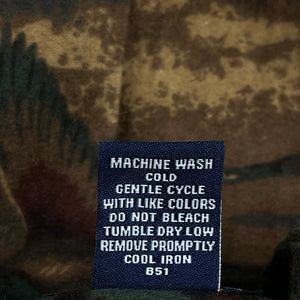 MACHINE WASH
COLD
GENTLE CYCLE
WITH LIKE COLORS
DO NOT BLEACH
TUMBLE DRY LOW
REMOVE PROMPTLY
COOL IRON
B51